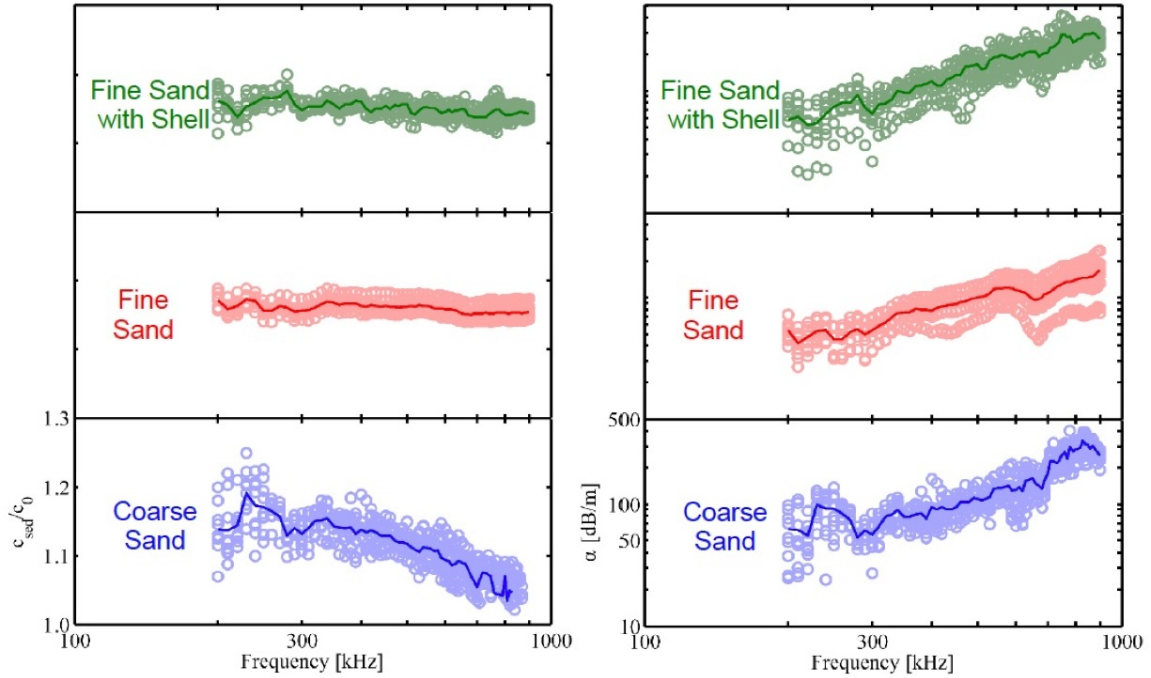 Fine Sand
with Shell
Fine
Sand
1.3
1.2
1.1
1.0
c_sed/c_0
Coarse
Sand
100
300
1000
Frequency [kHz]
Fine Sand
with Shell
Fine
Sand
500
100
50
10
α [dB/m]
Coarse
Sand
100
300
1000
Frequency [kHz]